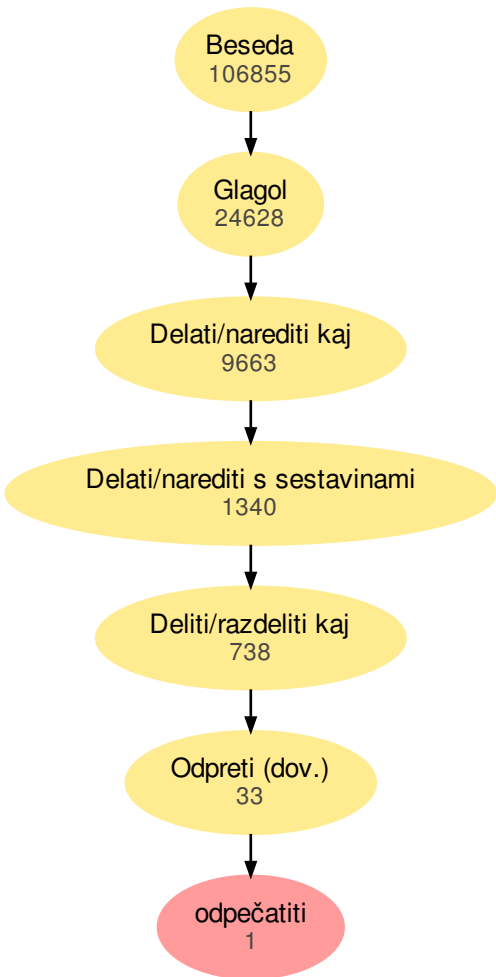 Beseda
106855
Glagol
24628
Delati/narediti kaj
9663
Delati/narediti s sestavinami
1340
Deliti/razdeliti kaj
738
Odpreti (dov.)
33
odpečatiti
1